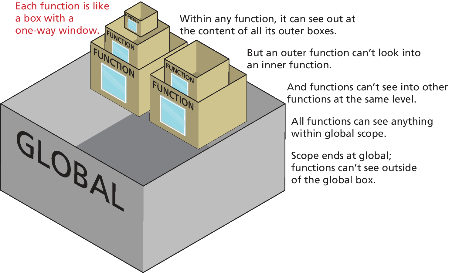 Each function is like
a box with a
one-way window.
Within any function, it can see out at
the content of all its outer boxes.
But an outer function can't look into
an inner function.
And functions can't see into other
functions at the same level.
All functions can see anything
within global scope.
Scope ends at global;
functions can't see outside
of the global box.
FUNCTION
FUNCTION
FUNCTION
FUNCTION
GLOBAL